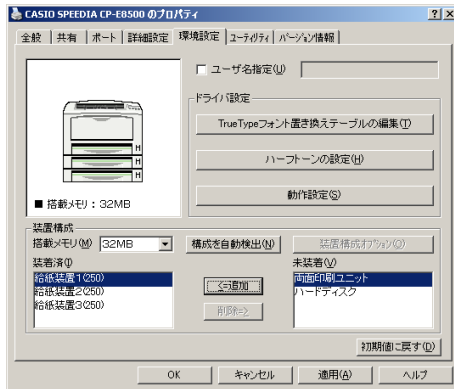 CASIO SPEEDIA CP-E8500 のプロパティ
全般 共有 ポート 詳細設定 環境設定 ユーティリティ バージョン情報
ユーザ名指定(U)
ドライバ設定
TrueTypeフォント置き換えテーブルの編集(T)
ハーフトーンの設定(H)
動作設定(S)
H
H
H
■ 搭載メモリ：32MB
装置構成
搭載メモリ(M) 32MB 構成を自動検出(N) 装置構成オプション(O)
装着済(I) 未装着(V)
給紙装置1(250) 両面印刷ユニット
給紙装置2(250) <=追加 ハードディスク
給紙装置3(250) 削除=>
初期値に戻す(D)
OK キャンセル 適用(A) ヘルプ